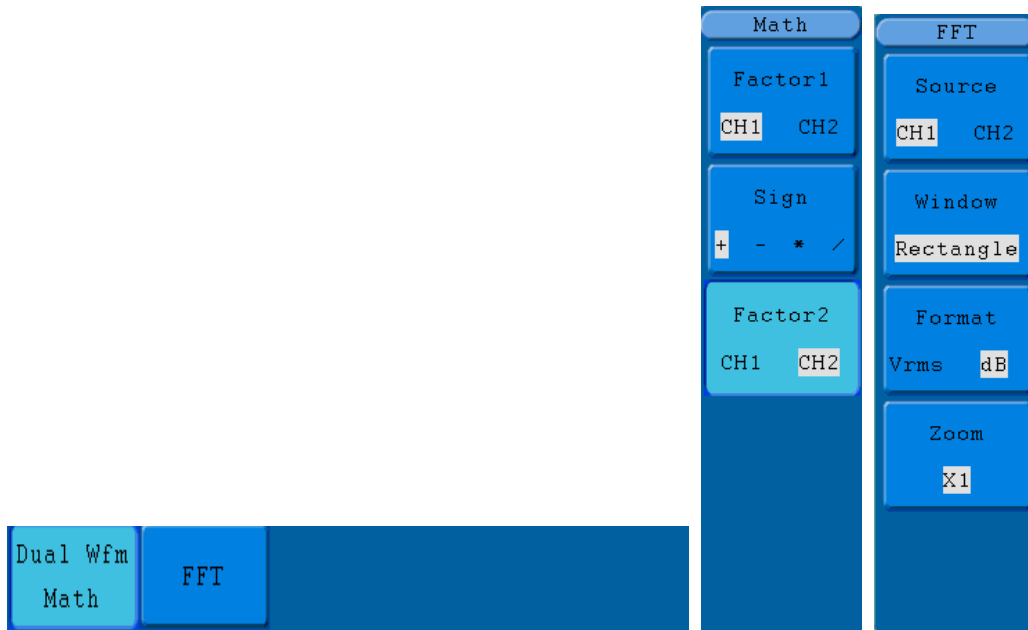 Math
Factor1
CH1 CH2
Sign
+ - * /
Factor2
CH1 CH2
FFT
Source
CH1 CH2
Window
Rectangle
Format
Vrms dB
Zoom
X1
Dual Wfm
Math
FFT